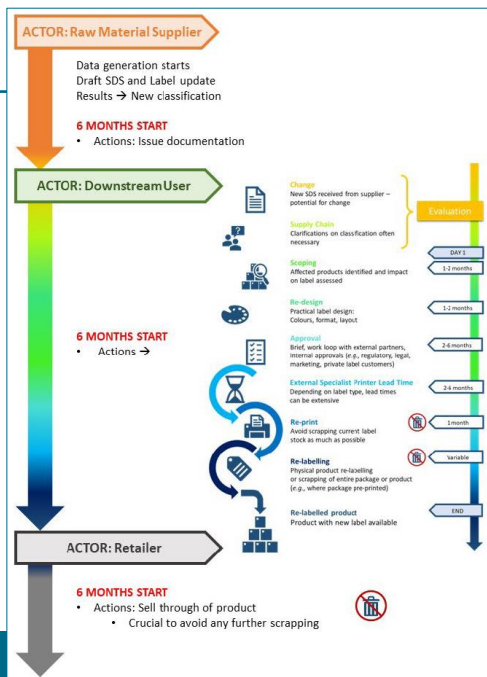 ACTOR: Raw Material Supplier
Data generation starts
Draft SDS and Label update
Results → New classification
6 MONTHS START
• Actions: Issue documentation
ACTOR: Downstream User
6 MONTHS START
• Actions →
Change
New SDS received from supplier –
potential for change
Supply Chain
Clarifications on classification often
necessary
Evaluation
DAY 1
Scoping
Affected products identified and impact
on label assessed
1-2 months
Re-design
Practical label design:
Colours, format, layout
1-2 months
Approval
Brief, work loop with external partners,
internal approvals (e.g., regulatory, legal,
marketing, private label customers)
2-6 months
External Specialist Printer Lead Time
Depending on label type, lead times
can be extensive
2-6 months
Re-print
Avoid scrapping current label
stock as much as possible
1 month
Re-labelling
Physical product re-labelling
or scrapping of entire package or product
(e.g., where package pre-printed)
Variable
Re-labelled product
Product with new label available
END
ACTOR: Retailer
6 MONTHS START
• Actions: Sell through of product
• Crucial to avoid any further scrapping